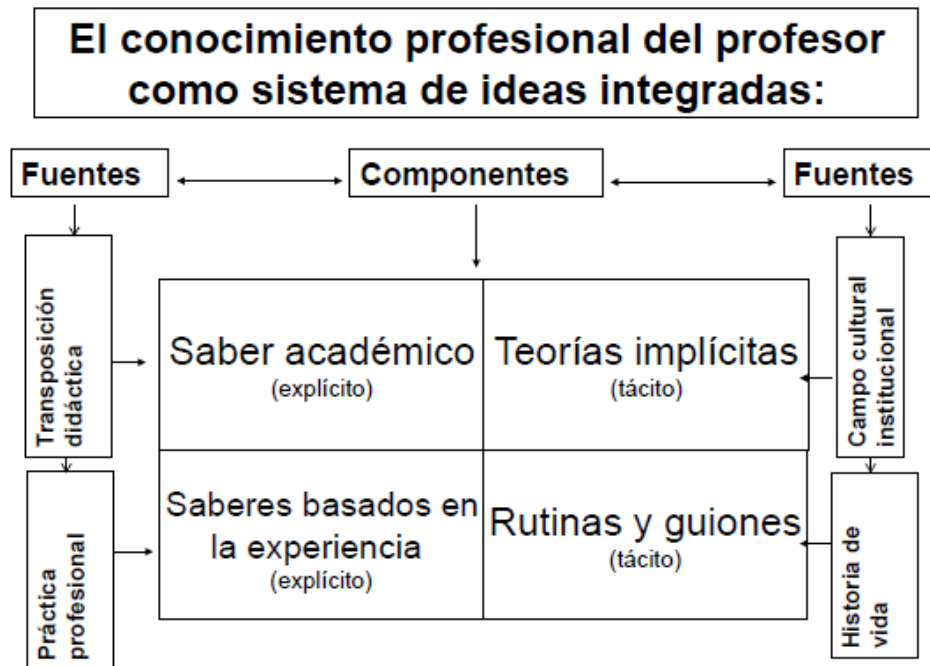 El conocimiento profesional del profesor
como sistema de ideas integradas:
Fuentes
Componentes
Fuentes
Transposición
didáctica
Saber académico
(explícito)
Teorías implícitas
(tácito)
Campo cultural
institucional
Práctica
profesional
Saberes basados en
la experiencia
(explícito)
Rutinas y guiones
(tácito)
Historia de
vida